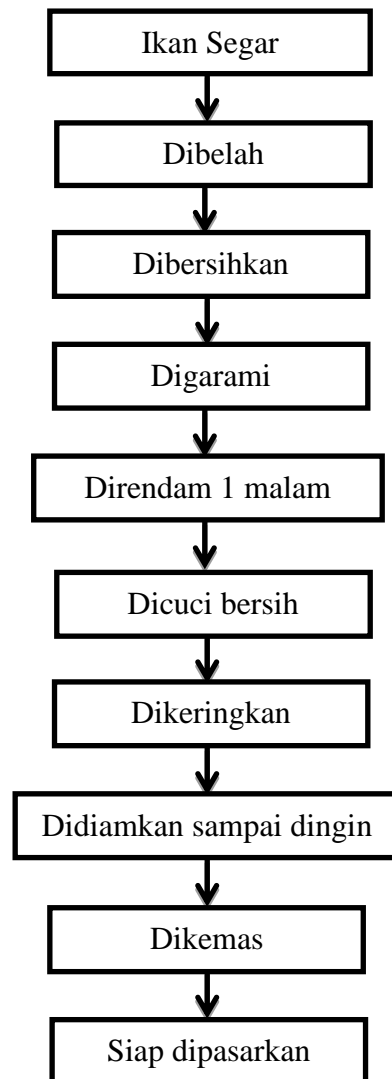 Ikan Segar
Dibelah
Dibersihkan
Digarami
Direndam 1 malam
Dicuci bersih
Dikeringkan
Didiamkan sampai dingin
Dikemas
Siap dipasarkan